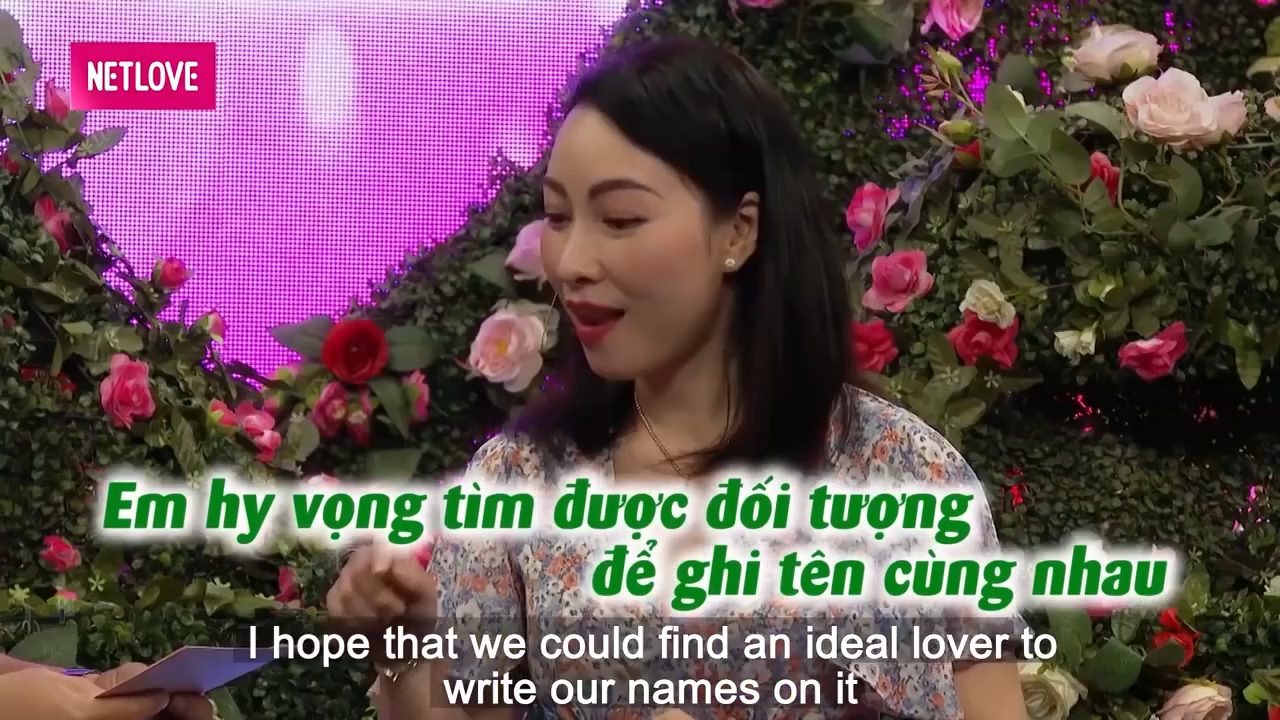 NETLOVE
Em hy vọng tìm được đối tượng
để ghi tên cùng nhau
I hope that we could find an ideal lover to
write our names on it